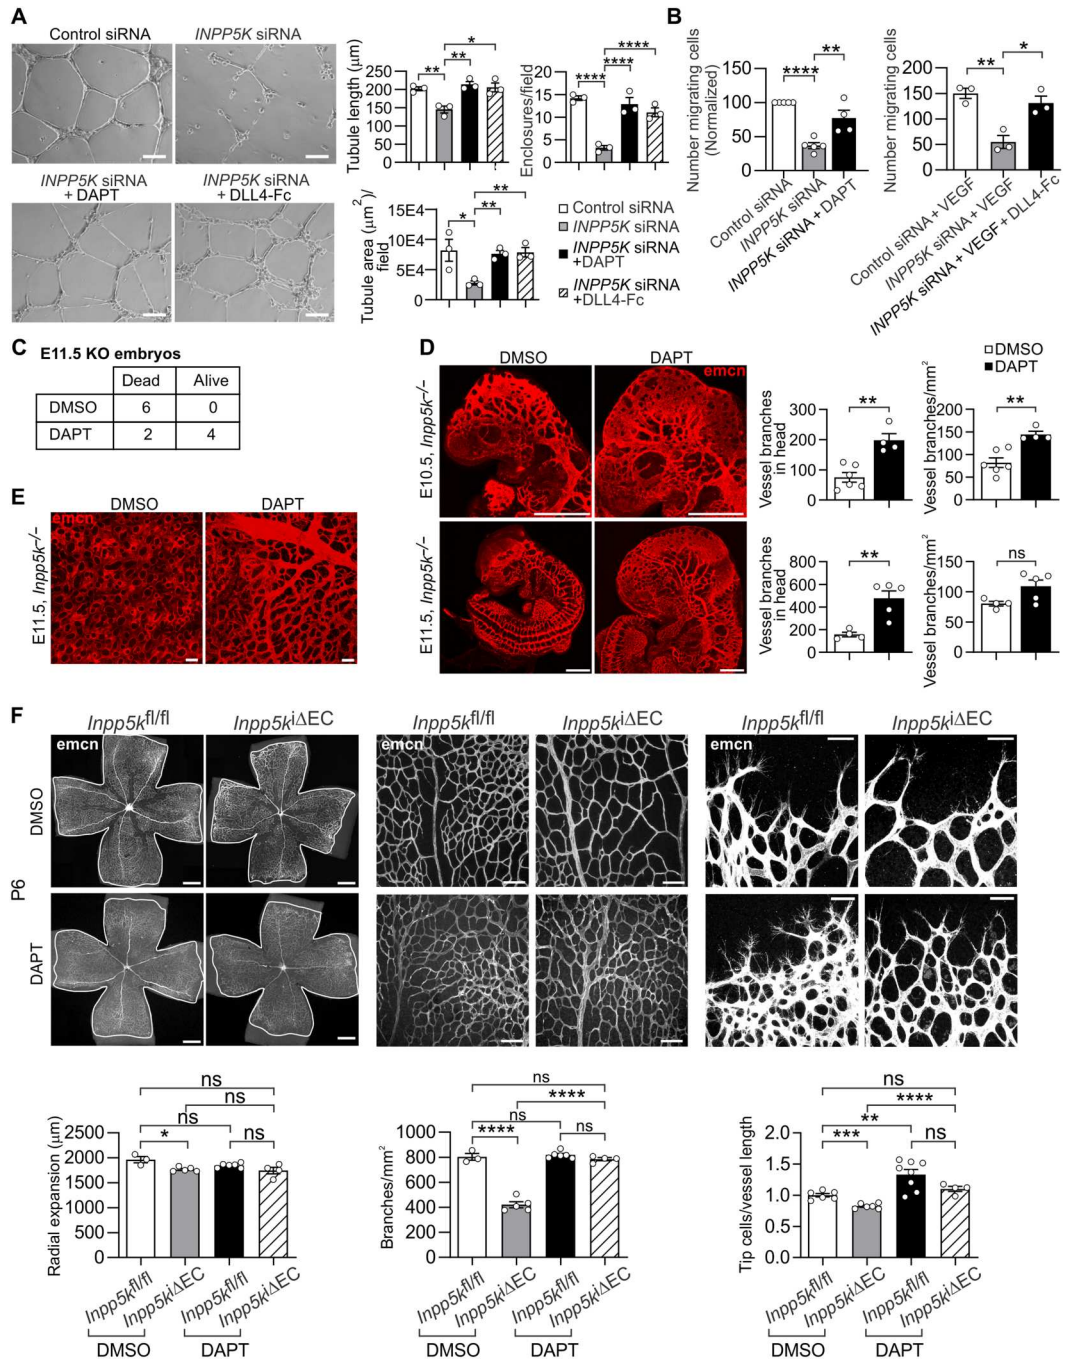 A
Control siRNA
INPP5K siRNA
INPP5K siRNA
+ DAPT
INPP5K siRNA
+ DLL4-Fc
Tubule length (μm)
250
200
150
100
50
0
**
**
*
Enclosures/field
20
15
10
5
0
****
****
****
Tubule area (μm²)/
field
15E4
10E4
5E4
0
*
**
**
Control siRNA
INPP5K siRNA
INPP5K siRNA
+DAPT
INPP5K siRNA
+DLL4-Fc
B
Number migrating cells
(Normalized)
150
100
50
0
****
**
Control siRNA
INPP5K siRNA
INPP5K siRNA + DAPT
Number migrating cells
200
150
100
50
0
**
*
Control siRNA + VEGF
INPP5K siRNA + VEGF
INPP5K siRNA + VEGF + DLL4-Fc
C
E11.5 KO embryos
Dead Alive
DMSO 6 0
DAPT 2 4
D
DMSO
DAPT
emcn
E10.5, Inpp5k−/−
E11.5, Inpp5k−/−
DMSO
DAPT
Vessel branches
in head
300
200
100
0
**
Vessel branches/mm²
200
150
100
50
0
**
Vessel branches
in head
800
600
400
200
0
**
Vessel branches/mm²
150
100
50
0
ns
E
DMSO
DAPT
emcn
E11.5, Inpp5k−/−
F
Inpp5kfl/fl
Inpp5kiΔEC
Inpp5kfl/fl
Inpp5kiΔEC
Inpp5kfl/fl
Inpp5kiΔEC
emcn
emcn
emcn
P6
DMSO
DAPT
Radial expansion (μm)
2500
2000
1500
1000
500
0
ns
ns
ns
*
ns
Inpp5kfl/fl
Inpp5kiΔEC
Inpp5kfl/fl
Inpp5kiΔEC
DMSO
DAPT
Branches/mm²
1000
800
600
400
200
0
ns
****
ns
****
ns
Inpp5kfl/fl
Inpp5kiΔEC
Inpp5kfl/fl
Inpp5kiΔEC
DMSO
DAPT
Tip cells/vessel length
2.0
1.5
1.0
0.5
0.0
ns
****
**
***
ns
Inpp5kfl/fl
Inpp5kiΔEC
Inpp5kfl/fl
Inpp5kiΔEC
DMSO
DAPT